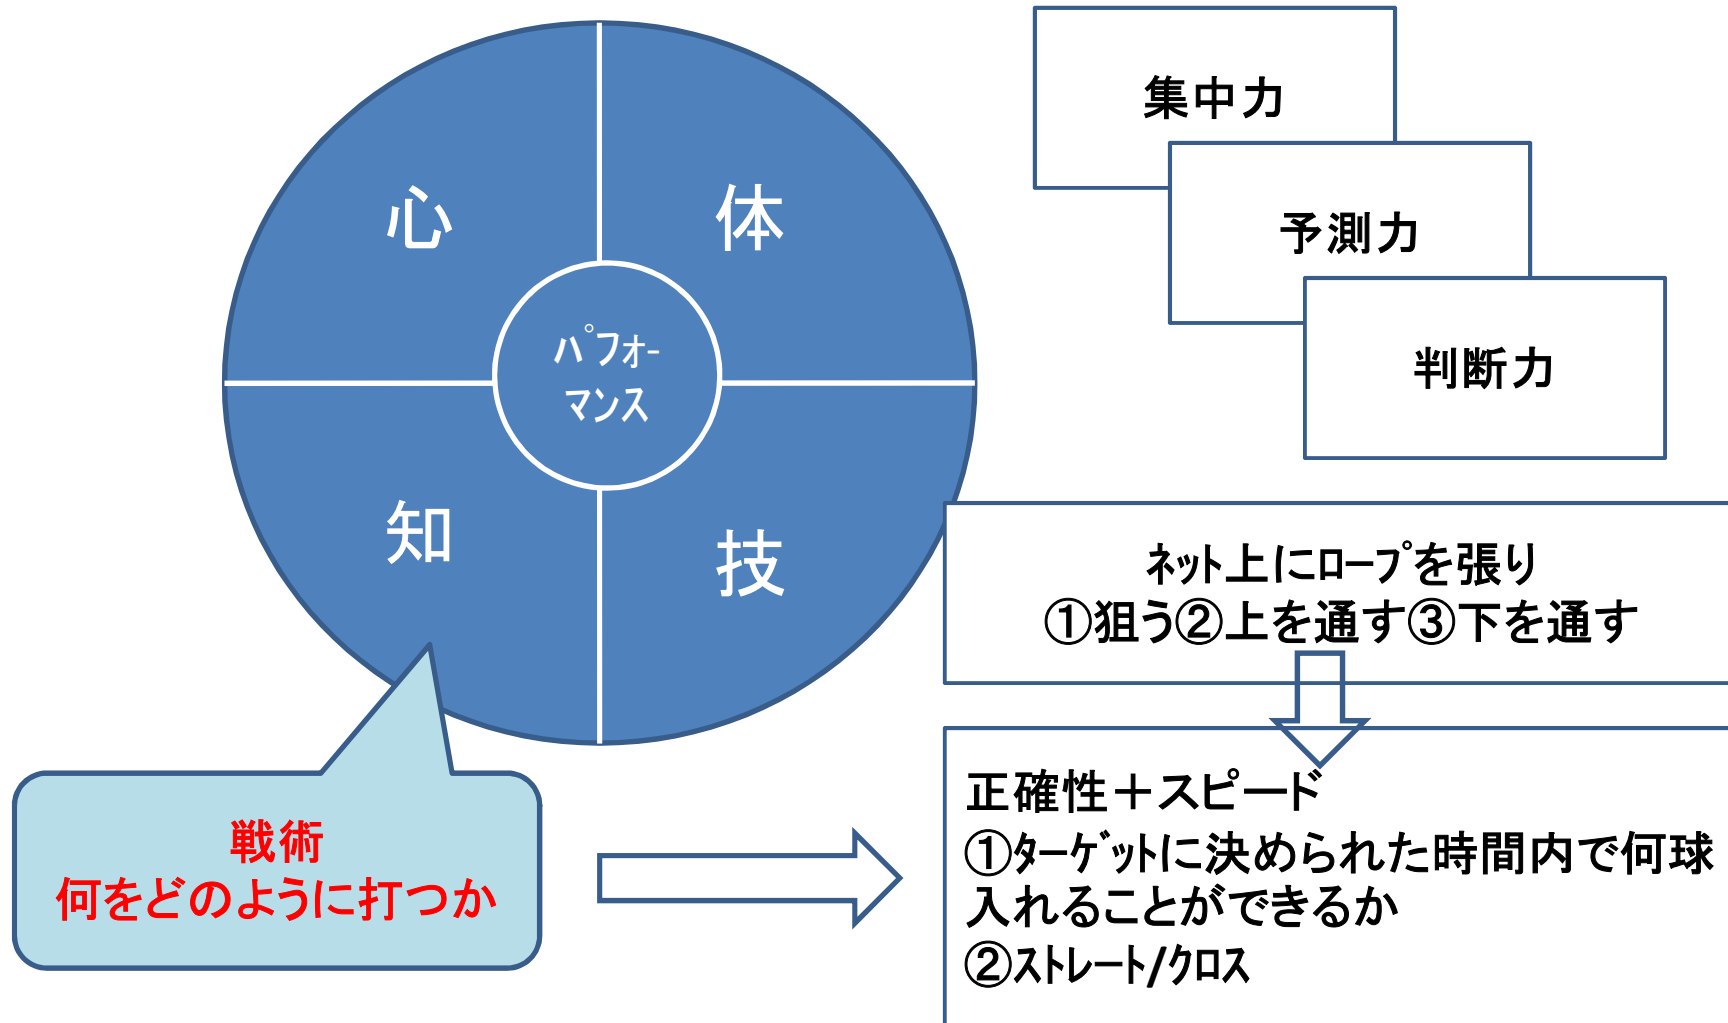 心
体
パフォー
マンス
知
技
集中力
予測力
判断力
ネット上にロープを張り
①狙う②上を通す③下を通す
戦術
何をどのように打つか
正確性＋スピード
①ターゲットに決められた時間内で何球
入れることができるか
②ストレート/クロス